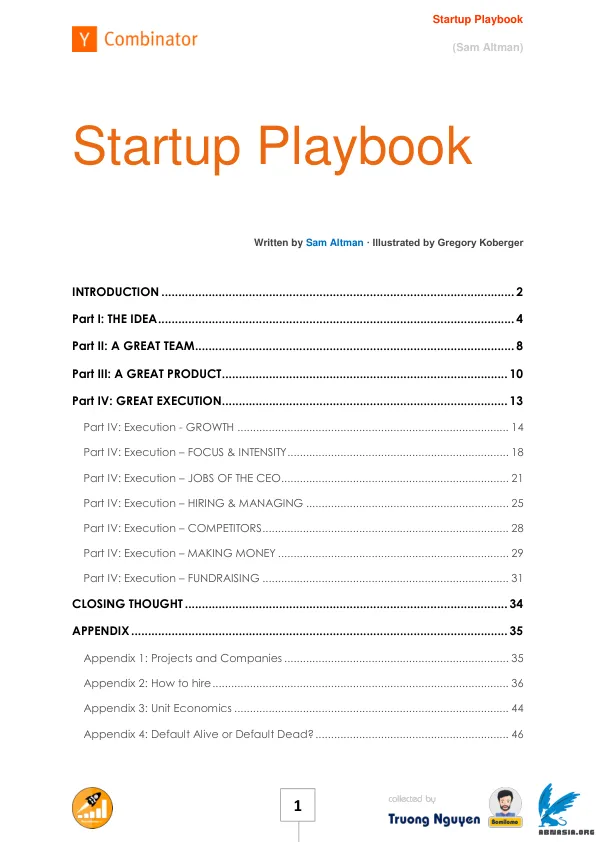 Startup Playbook
Y Combinator
(Sam Altman)
Startup Playbook
Written by Sam Altman · Illustrated by Gregory Koberger
INTRODUCTION ........................................................................................................ 2
Part I: THE IDEA ......................................................................................................... 4
Part II: A GREAT TEAM .............................................................................................. 8
Part III: A GREAT PRODUCT ..................................................................................... 10
Part IV: GREAT EXECUTION ..................................................................................... 13
Part IV: Execution - GROWTH ...................................................................................... 14
Part IV: Execution – FOCUS & INTENSITY ...................................................................... 18
Part IV: Execution – JOBS OF THE CEO ........................................................................ 21
Part IV: Execution – HIRING & MANAGING ................................................................ 25
Part IV: Execution – COMPETITORS .............................................................................. 28
Part IV: Execution – MAKING MONEY ......................................................................... 29
Part IV: Execution – FUNDRAISING .............................................................................. 31
CLOSING THOUGHT ................................................................................................ 34
APPENDIX ................................................................................................................ 35
Appendix 1: Projects and Companies ....................................................................... 35
Appendix 2: How to hire .............................................................................................. 36
Appendix 3: Unit Economics ....................................................................................... 44
Appendix 4: Default Alive or Default Dead? ............................................................. 46
1
collected by
Truong Nguyen
Bomitome
ABNASIA.ORG